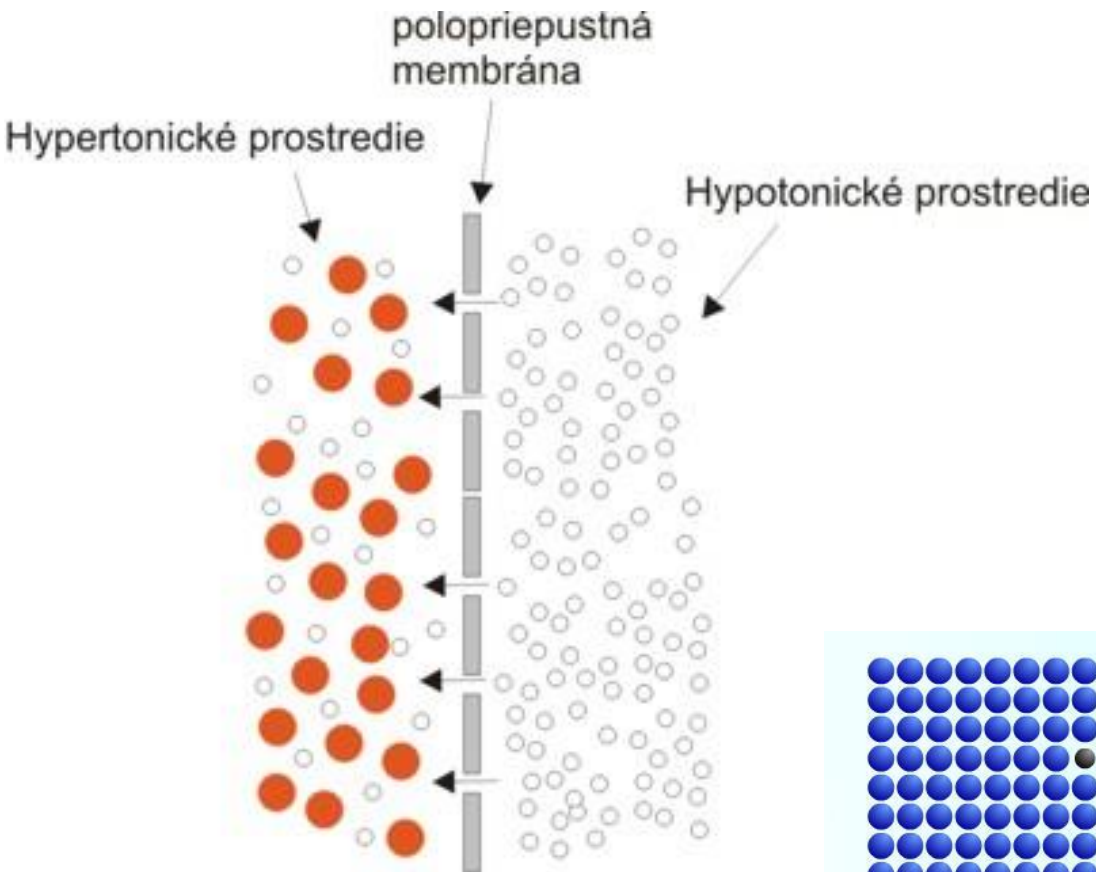 polopriepustná
membrána
Hypertonické prostredie
Hypotonické prostredie